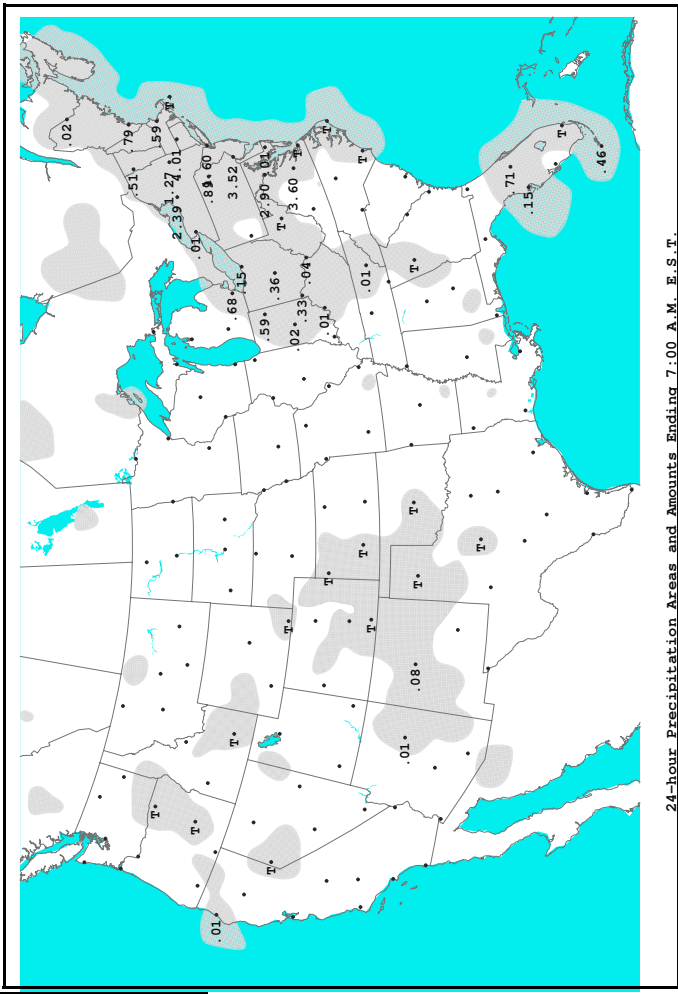 .02
.79
.51
.59
T
T
1.27
4.01
2.39
.01
T
.60
.89
.01
3.52
.68
T
.15
.01
2.90
.59
T
.36
T
T
3.60
.02
T
.33
.04
.01
T
T
T
T
.01
T
.01
T
T
.08
T
T
.71
.15
T
.46
24-hour Precipitation Areas and Amounts Ending 7:00 A.M. E.S.T.